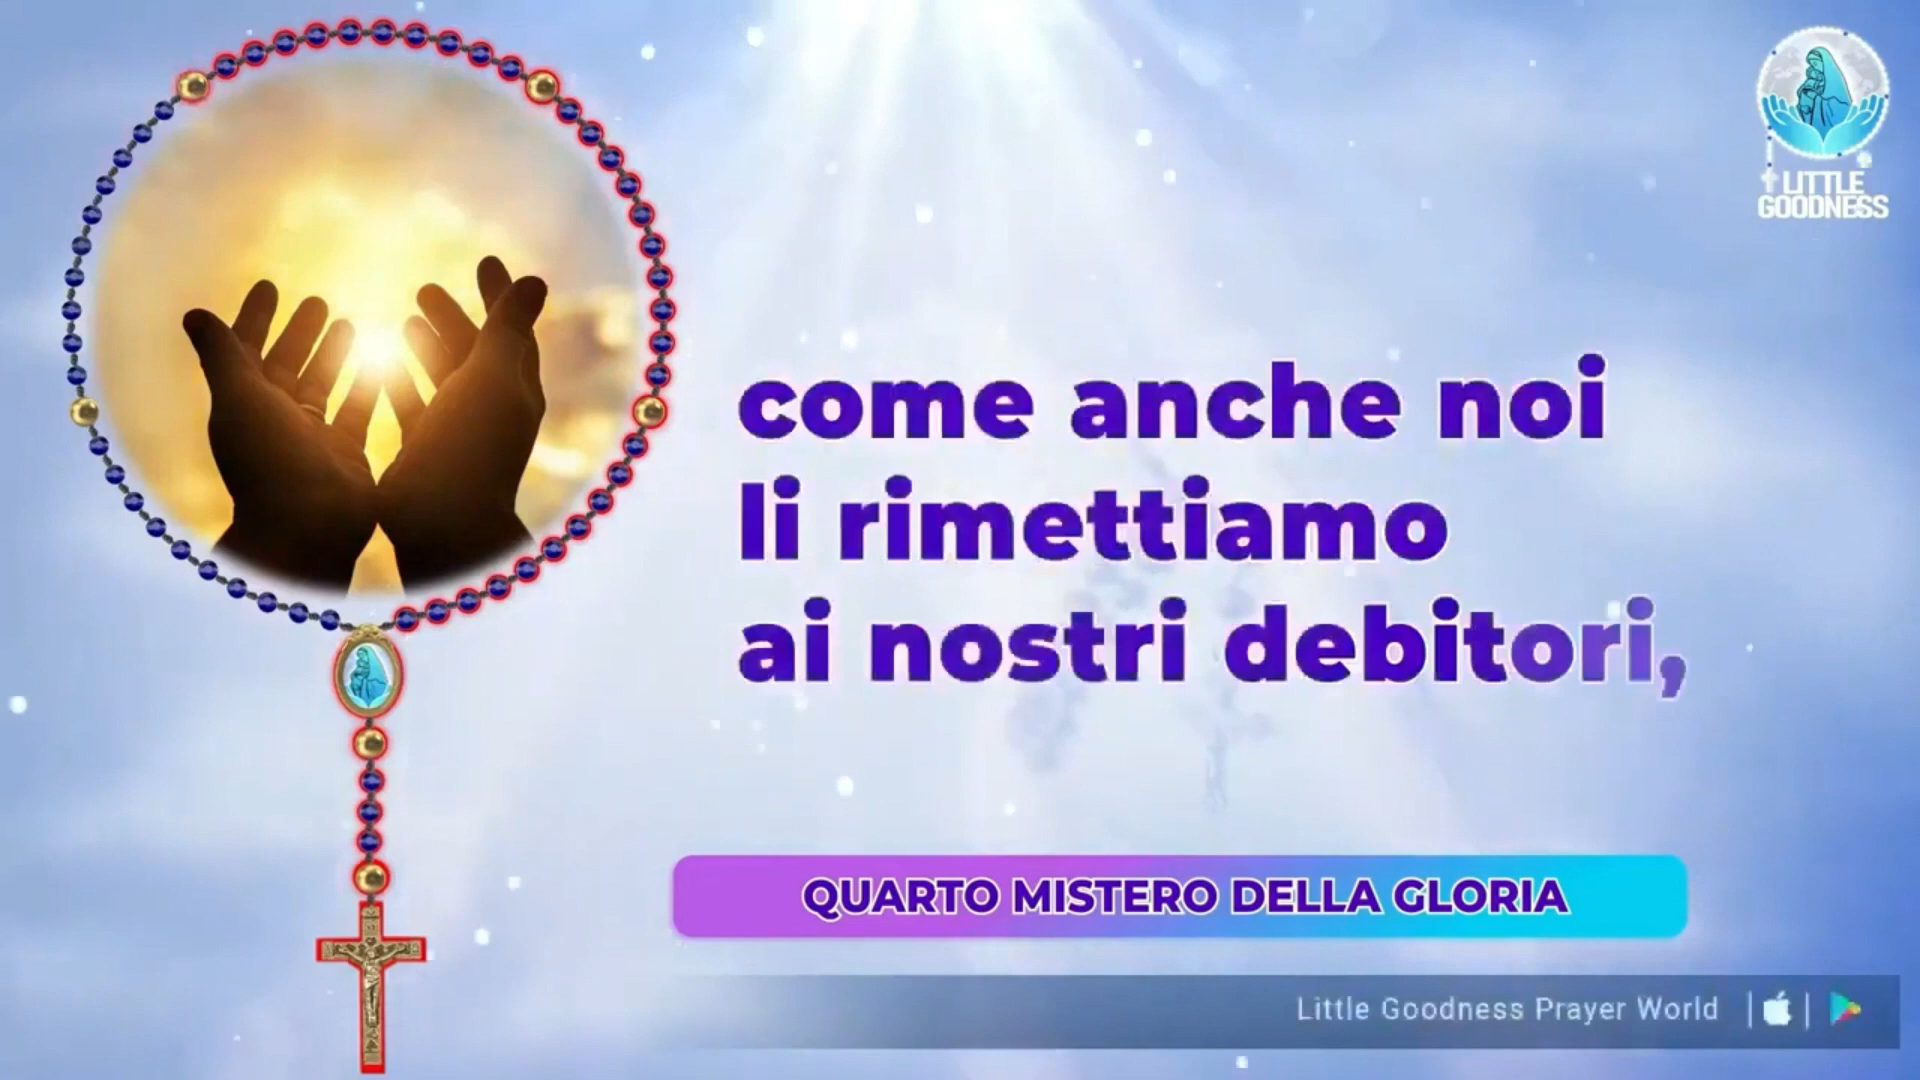 LITTLE
GOODNESS
come anche noi
li rimettiamo
ai nostri debitori,
QUARTO MISTERO DELLA GLORIA
Little Goodness Prayer World